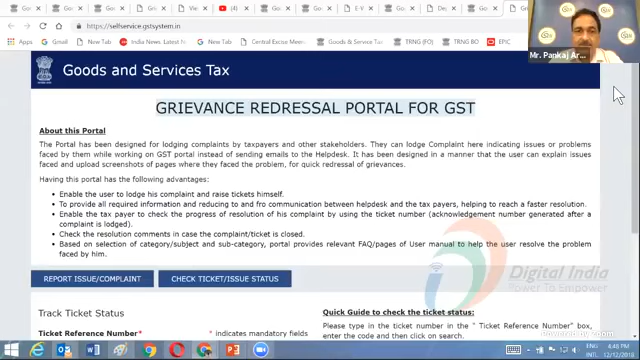 https://selfservice.gstsystem.in
Apps
Gmail
New Tab
India News Latest N
Central Excise Meer
Goods & Service Tax
TRNG (FO)
TRNG BO
EPIC
Mr. Pankaj Ar...
Goods and Services Tax
GRIEVANCE REDRESSAL PORTAL FOR GST
About this Portal
The Portal has been designed for lodging complaints by taxpayers and other stakeholders. They can lodge Complaint here indicating issues or problems
faced by them while working on GST portal instead of sending emails to the Helpdesk. It has been designed in a manner that the user can explain issues
faced and upload screenshots of pages where they faced the problem, for quick redressal of grievances.
Having this portal has the following advantages:
Enable the user to lodge his complaint and raise tickets himself.
To provide all required information and reducing to and fro communication between helpdesk and the tax payers, helping to reach a faster resolution.
Enable the tax payer to check the progress of resolution of his complaint by using the ticket number (acknowledgement number generated after a
complaint is lodged).
Check the resolution comments in case the complaint/ticket is closed.
Based on selection of category/subject and sub-category, portal provides relevant FAQ/pages of User manual to help the user resolve the problem
faced by him.
REPORT ISSUE/COMPLAINT
CHECK TICKET/ISSUE STATUS
Digital India
Power To Empower
Track Ticket Status
Ticket Reference Number*
* indicates mandatory fields
Quick Guide to check the ticket status:
Please type in the ticket number in the " Ticket Reference Number" box,
enter the code and then click on search.
Powered by zoom
ENG
INTL
4:40 PM
12/12/2018